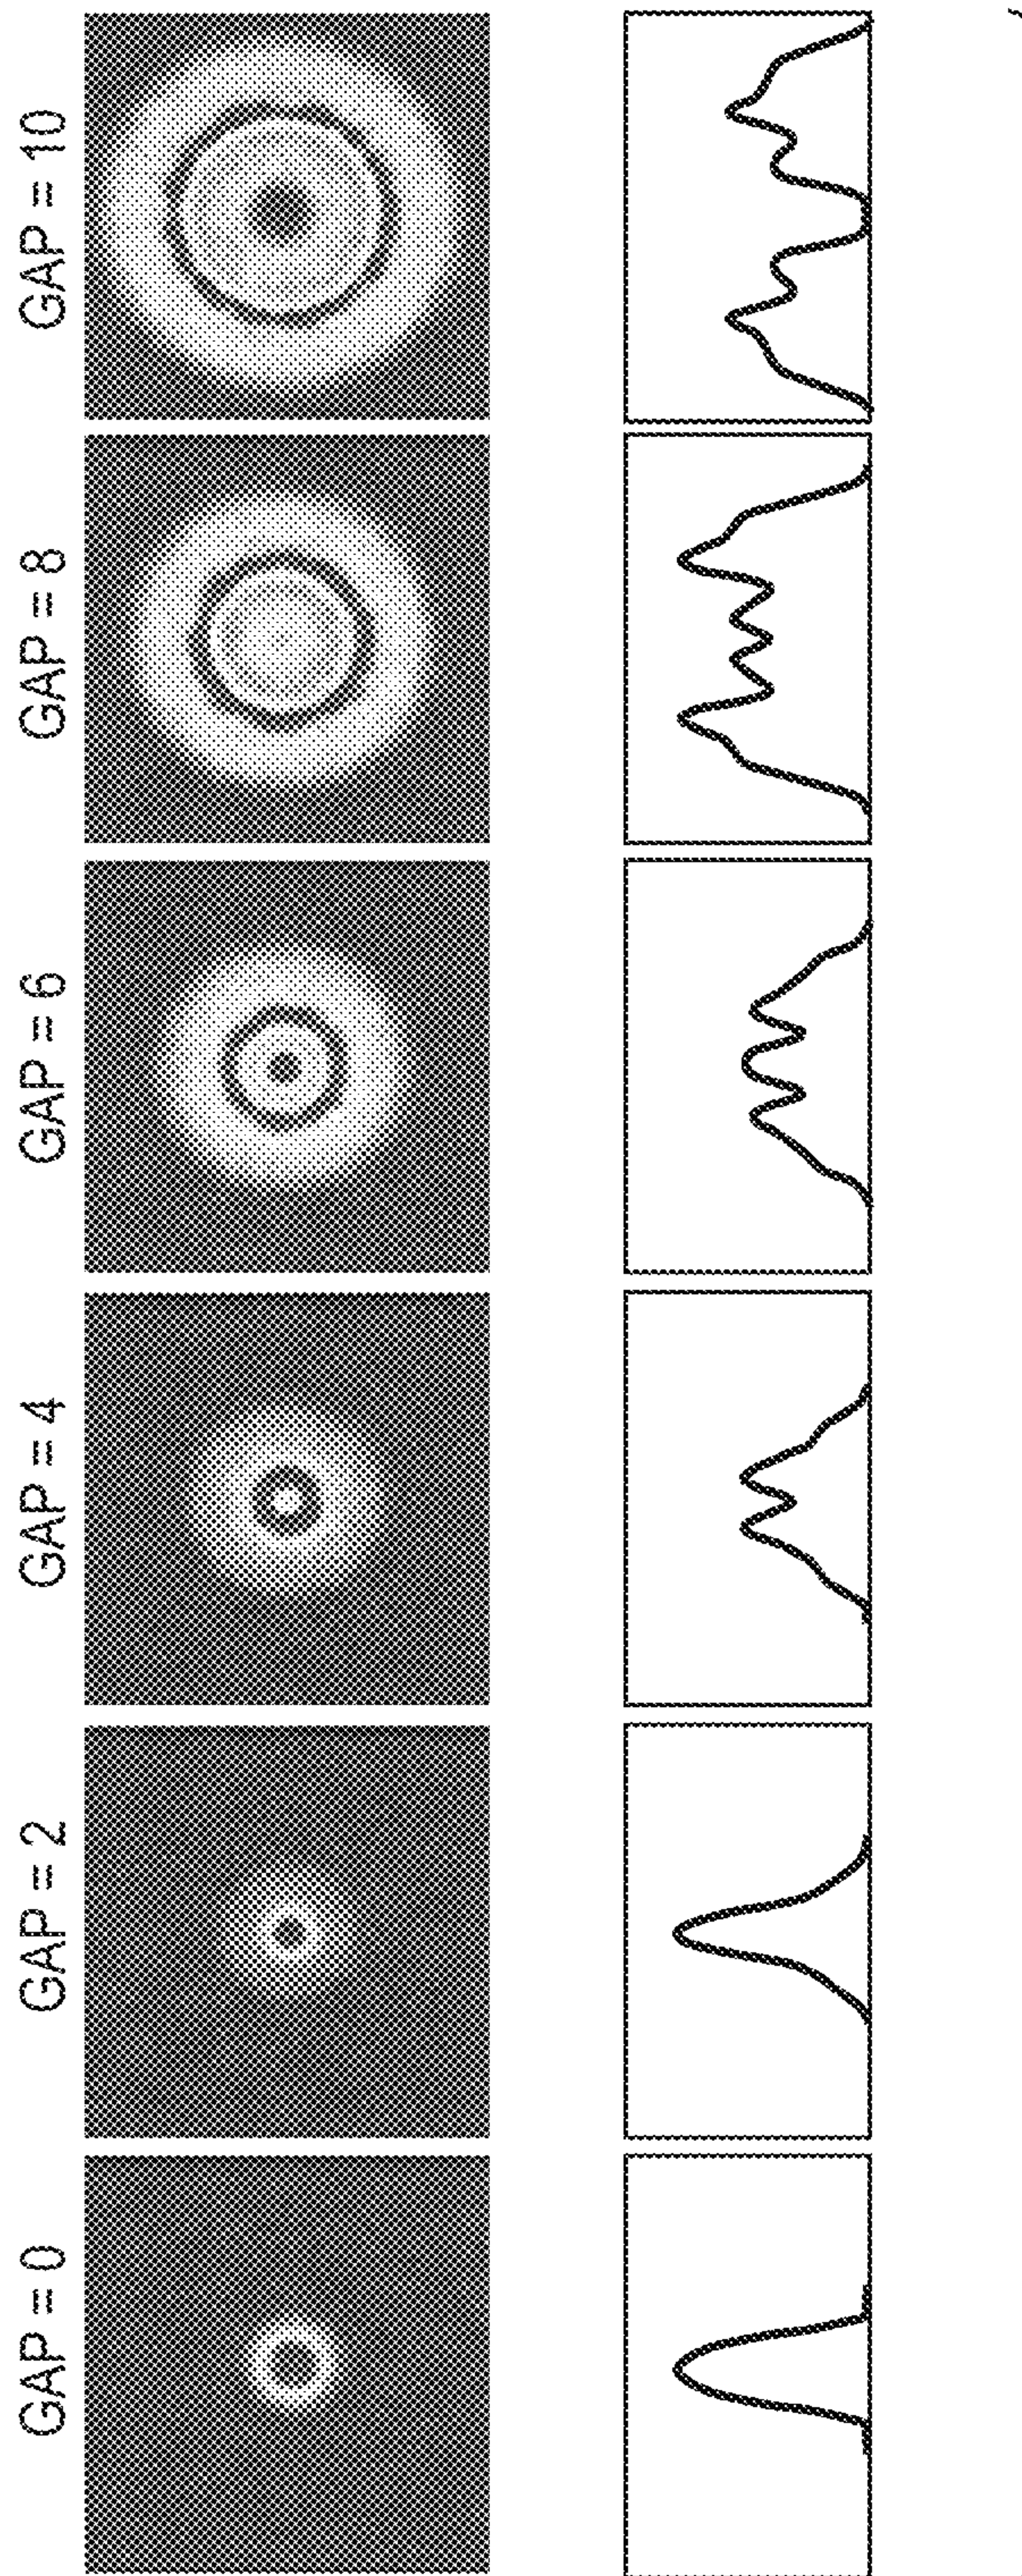 GAP = 0
GAP = 2
GAP = 4
GAP = 6
GAP = 8
GAP = 10